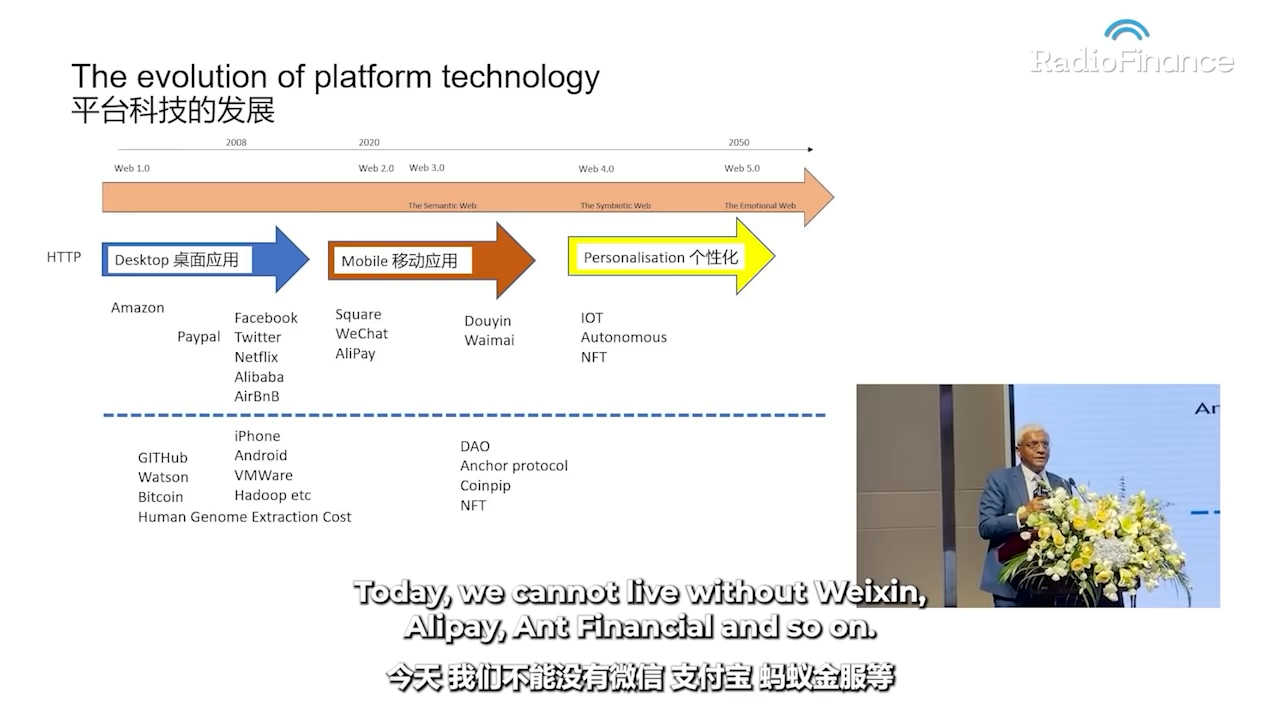 RadioFinance
The evolution of platform technology
平台科技的发展
2008
2020
2050
Web 1.0
Web 2.0
Web 3.0
Web 4.0
Web 5.0
The Semantic Web
The Symbiotic Web
The Emotional Web
HTTP
Desktop 桌面应用
Mobile 移动应用
Personalisation 个性化
Amazon
Paypal
Facebook
Twitter
Netflix
Alibaba
AirBnB
Square
WeChat
AliPay
Douyin
Waimai
IOT
Autonomous
NFT
GITHub
Watson
Bitcoin
Human Genome Extraction Cost
iPhone
Android
VMWare
Hadoop etc
DAO
Anchor protocol
Coinpip
NFT
Ar
Today, we cannot live without Weixin,
Alipay, Ant Financial and so on.
今天 我们不能没有微信 支付宝 蚂蚁金服等